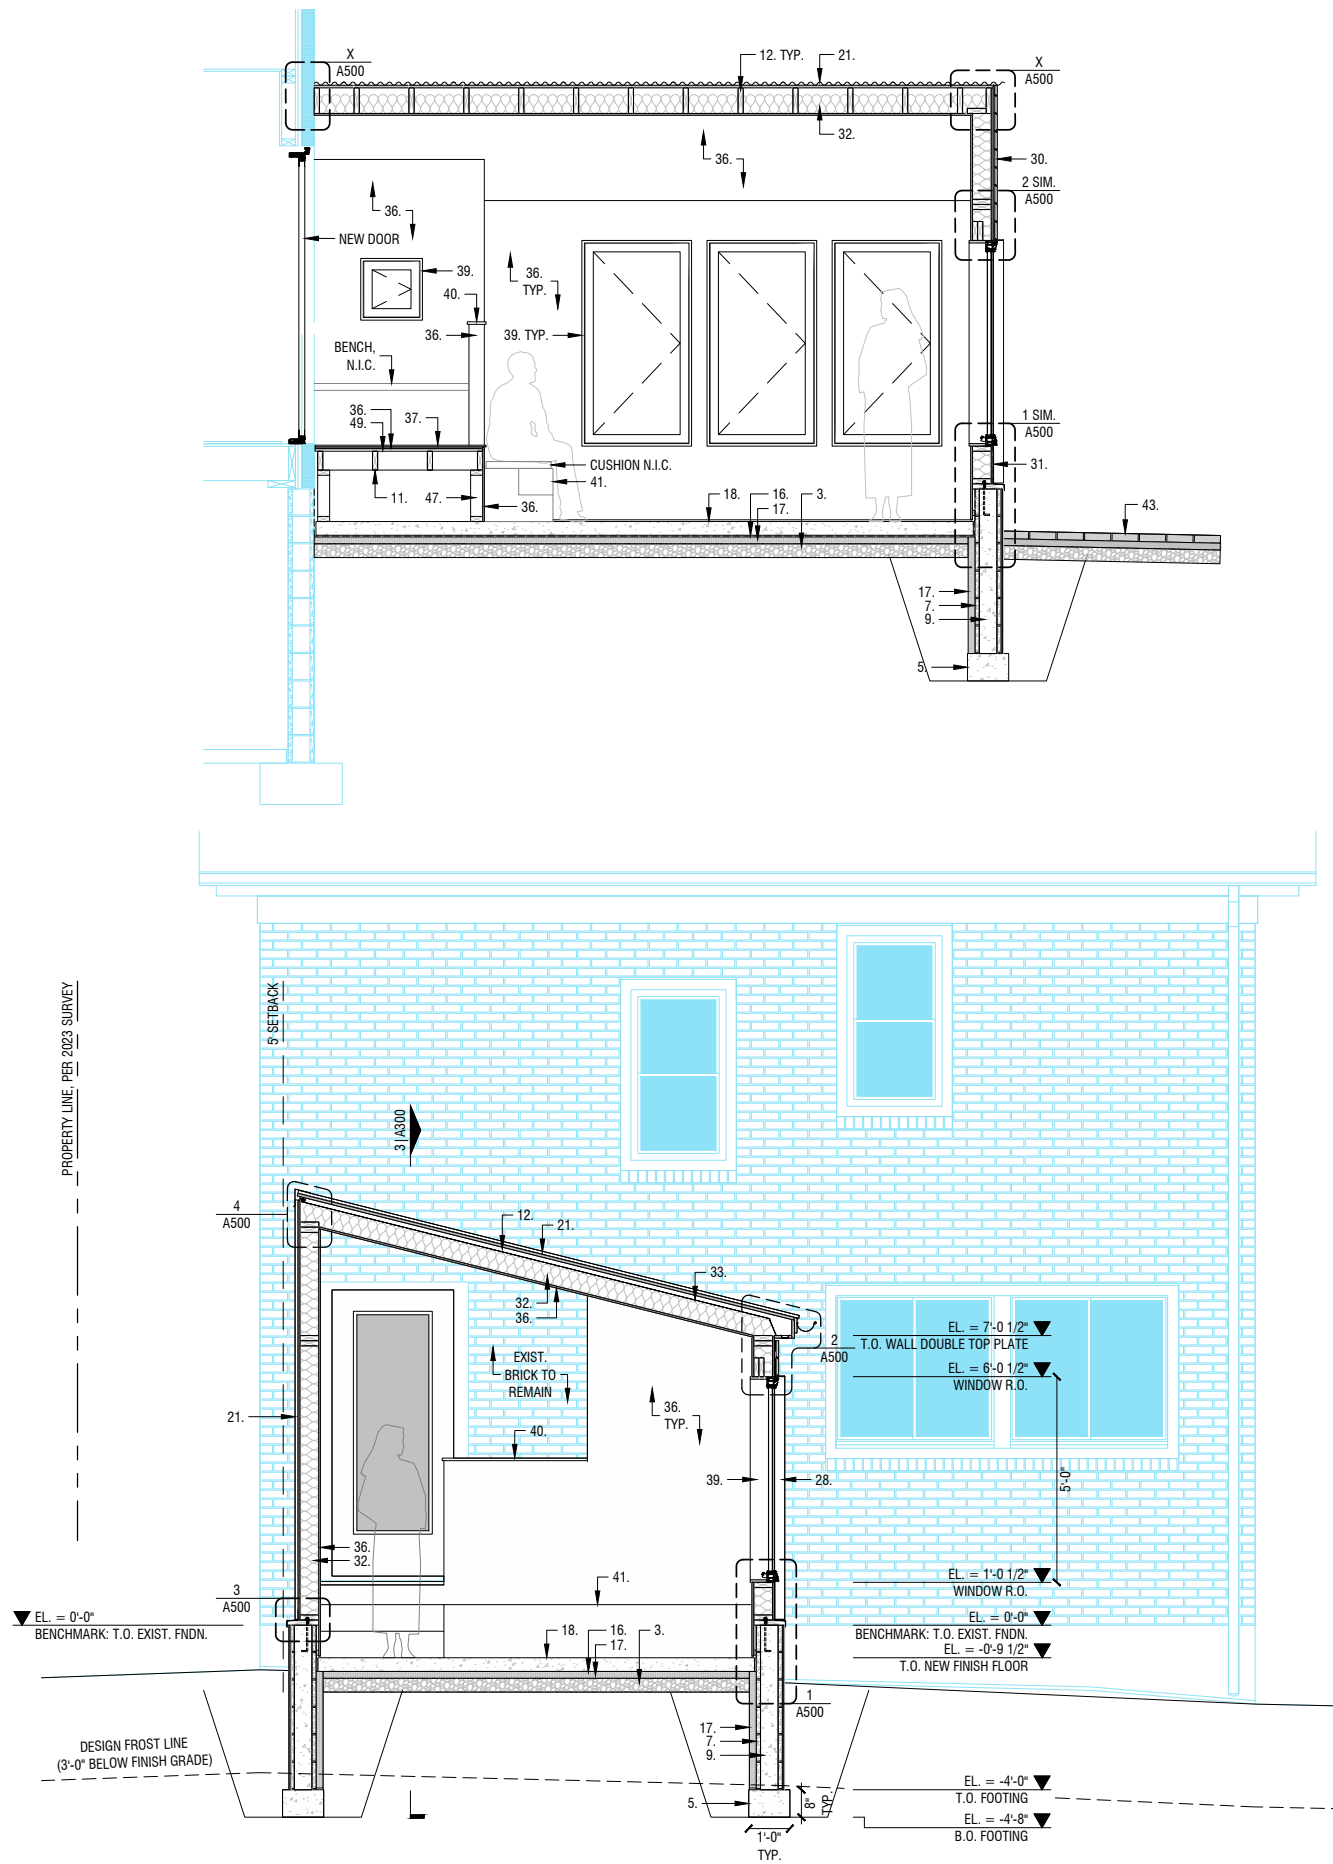 X
A500
12. TYP.
21.
X
A500
32.
36.
30.
2 SIM.
A500
36.
NEW DOOR
39.
40.
36.
TYP.
36.
39. TYP.
BENCH,
N.I.C.
36.
49.
37.
1 SIM.
A500
CUSHION N.I.C.
41.
31.
11.
47.
36.
18.
16.
17.
3.
43.
17.
7.
9.
5.
PROPERTY LINE, PER 2023 SURVEY
5' SETBACK
3 | A300
4
A500
12.
21.
33.
32.
36.
EL. = 7'-0 1/2"
T.O. WALL DOUBLE TOP PLATE
2
A500
EXIST.
BRICK TO
REMAIN
EL. = 6'-0 1/2"
WINDOW R.O.
36.
TYP.
21.
40.
39.
28.
5'-0"
36.
32.
EL. = 1'-0 1/2"
WINDOW R.O.
3
A500
41.
EL. = 0'-0"
BENCHMARK: T.O. EXIST. FNDN.
EL. = 0'-0"
BENCHMARK: T.O. EXIST. FNDN.
18.
16.
17.
3.
EL. = -0'-9 1/2"
T.O. NEW FINISH FLOOR
1
A500
17.
7.
9.
DESIGN FROST LINE
(3'-0" BELOW FINISH GRADE)
EL. = -4'-0"
T.O. FOOTING
5.
8"
TYP.
EL. = -4'-8"
B.O. FOOTING
1'-0"
TYP.